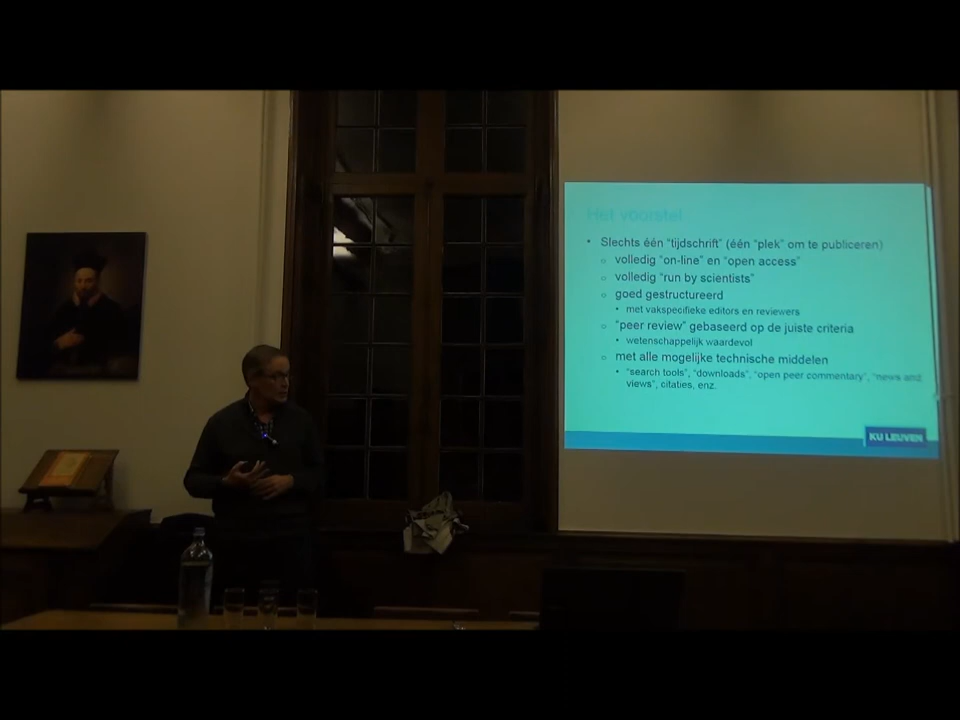 Het voorstel
• Slechts één "tijdschrift" (één "plek" om te publiceren)
o volledig "on-line" en "open access"
o volledig "run by scientists"
o goed gestructureerd
• met vakspecifieke editors en reviewers
o "peer review" gebaseerd op de juiste criteria
• wetenschappelijk waardevol
o met alle mogelijke technische middelen
• "search tools", "downloads", "open peer commentary", "news and
views", citaties, enz.
KU LEUVEN